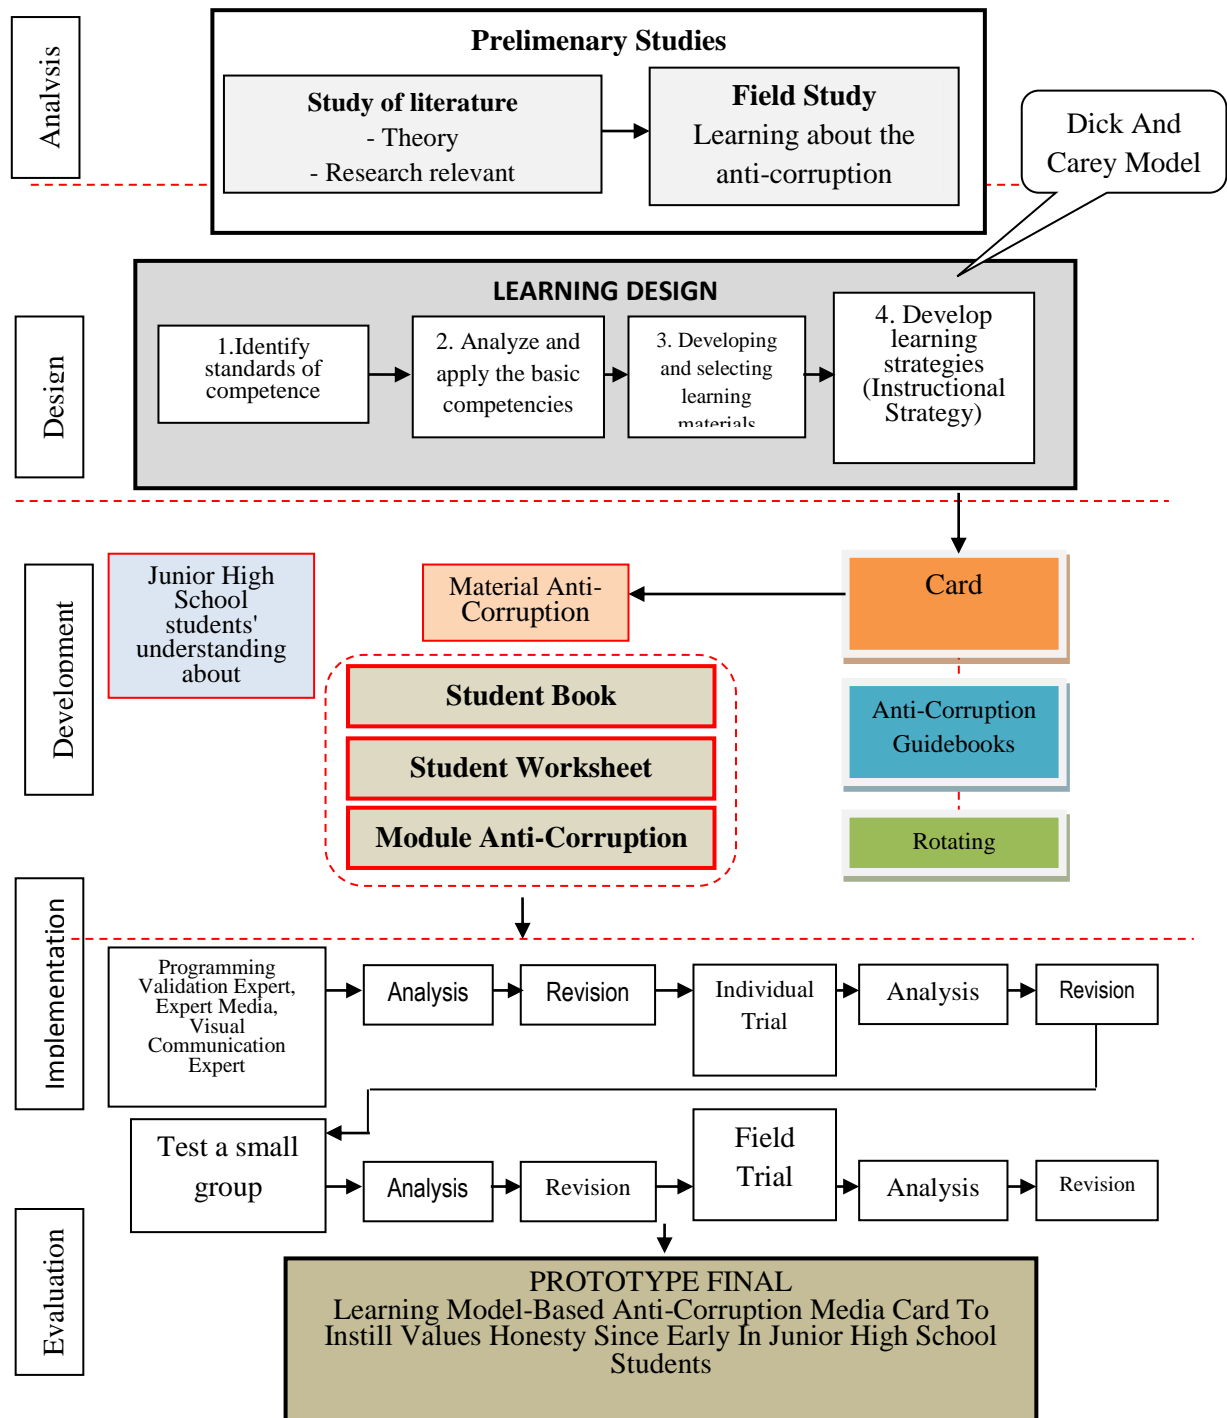 Analysis
Prelimenary Studies
Study of literature
- Theory
- Research relevant
Field Study
Learning about the
anti-corruption
Dick And
Carey Model
Design
LEARNING DESIGN
1.Identify
standards of
competence
2. Analyze and
apply the basic
competencies
3. Developing
and selecting
learning
materials
4. Develop
learning
strategies
(Instructional
Strategy)
Development
Junior High
School
students'
understanding
about
Material Anti-
Corruption
Card
Student Book
Student Worksheet
Module Anti-Corruption
Anti-Corruption
Guidebooks
Rotating
Implementation
Programming
Validation Expert,
Expert Media,
Visual
Communication
Expert
Analysis
Revision
Individual
Trial
Analysis
Revision
Test a small
group
Analysis
Revision
Field
Trial
Analysis
Revision
Evaluation
PROTOTYPE FINAL
Learning Model-Based Anti-Corruption Media Card To
Instill Values Honesty Since Early In Junior High School
Students